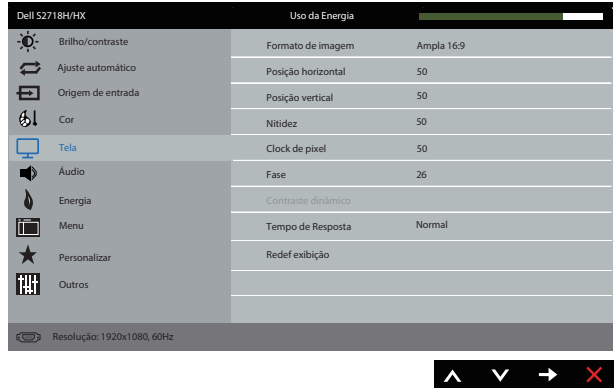 Dell S2718H/HX Uso da Energia
Brilho/contraste Formato de imagem Ampla 16:9
Ajuste automático Posição horizontal 50
Origem de entrada Posição vertical 50
Cor Nitidez 50
Tela Clock de pixel 50
Áudio Fase 26
Energia Contraste dinâmico
Menu Tempo de Resposta Normal
Personalizar Redef exibição
Outros
Resolução: 1920x1080, 60Hz